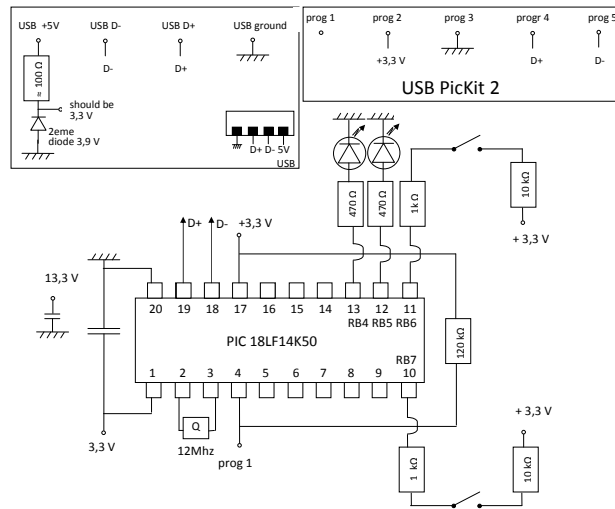 USB +5V USB D- USB D+ USB ground
≈ 100 Ω
D- D+
should be
3,3 V
2eme
diode 3,9 V
D+ D- 5V
USB
prog 1 prog 2 prog 3 progr 4 prog 5
+3,3 V D+ D-
USB PicKit 2
470 Ω 470 Ω 1k Ω 10 kΩ
+ 3,3 V
D+ D- +3,3 V
13,3 V
20 19 18 17 16 15 14 13 12 11
RB4 RB5 RB6
PIC 18LF14K50
120 kΩ
RB7
1 2 3 4 5 6 7 8 9 10
Q
12Mhz
3,3 V
prog 1
+ 3,3 V
1 kΩ 10 kΩ